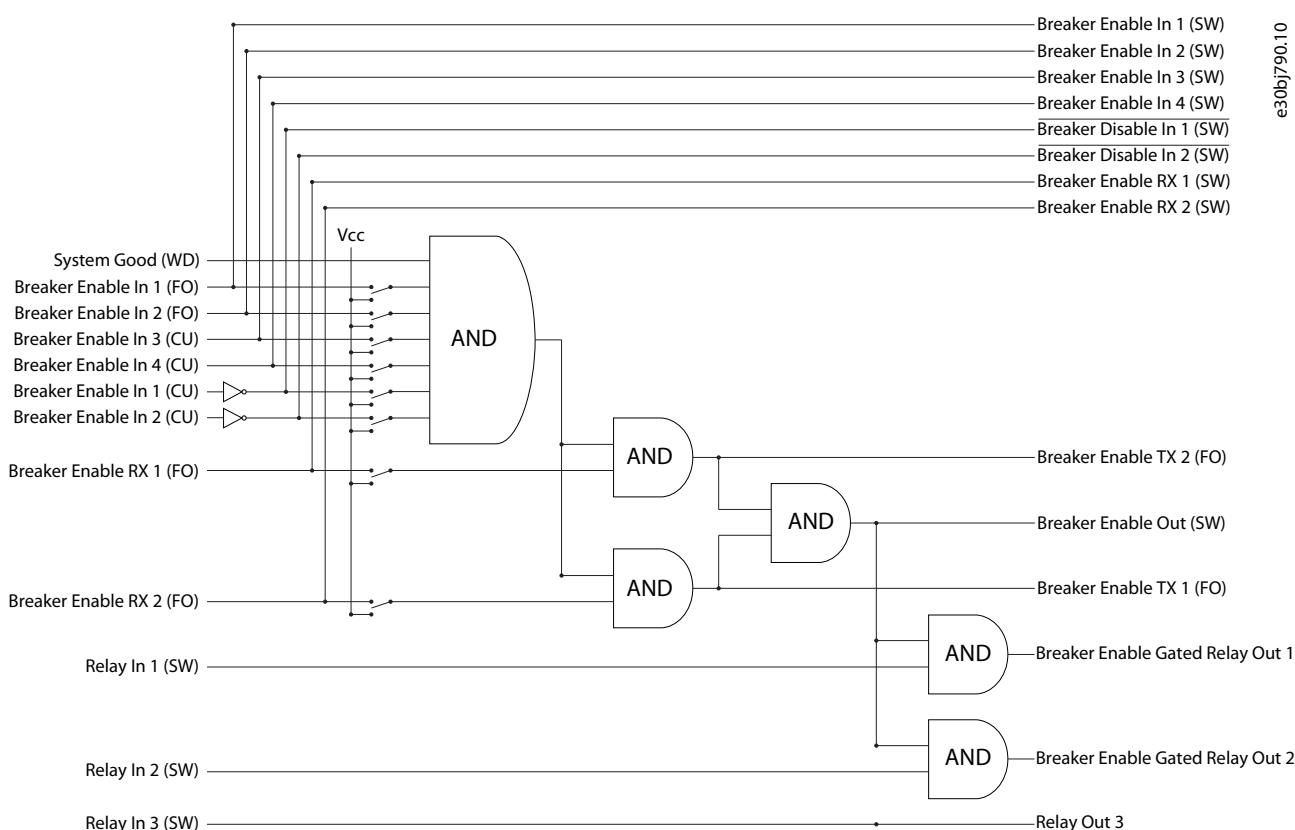 Breaker Enable In 1 (SW)
Breaker Enable In 2 (SW)
Breaker Enable In 3 (SW)
Breaker Enable In 4 (SW)
Breaker Disable In 1 (SW)
Breaker Disable In 2 (SW)
Breaker Enable RX 1 (SW)
Breaker Enable RX 2 (SW)
e30bj790.10
Vcc
System Good (WD)
Breaker Enable In 1 (FO)
Breaker Enable In 2 (FO)
Breaker Enable In 3 (CU)
Breaker Enable In 4 (CU)
Breaker Enable In 1 (CU)
Breaker Enable In 2 (CU)
AND
Breaker Enable RX 1 (FO)
AND
Breaker Enable TX 2 (FO)
AND
Breaker Enable Out (SW)
Breaker Enable RX 2 (FO)
AND
Breaker Enable TX 1 (FO)
Relay In 1 (SW)
AND
Breaker Enable Gated Relay Out 1
Relay In 2 (SW)
AND
Breaker Enable Gated Relay Out 2
Relay In 3 (SW)
Relay Out 3